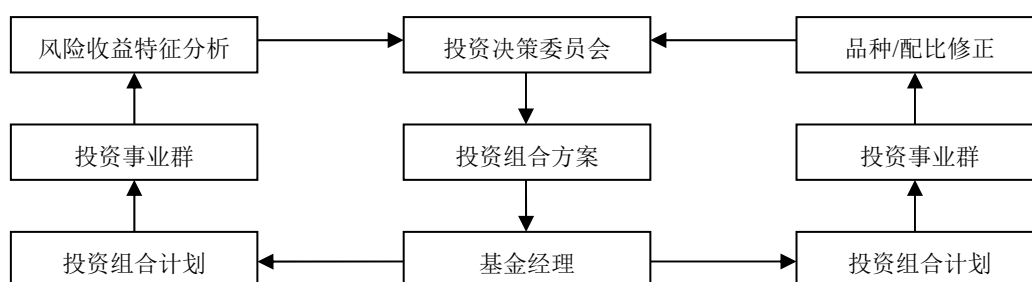 风险收益特征分析
投资决策委员会
品种/配比修正
投资事业群
投资组合方案
投资事业群
投资组合计划
基金经理
投资组合计划